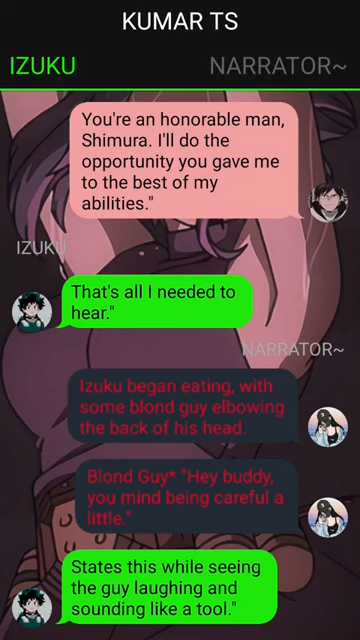 KUMAR TS
IZUKU
NARRATOR~
You're an honorable man,
Shimura. I'll do the
opportunity you gave me
to the best of my
abilities."
IZUKU
That's all I needed to
hear."
NARRATOR~
Izuku began eating, with
some blond guy elbowing
the back of his head.
Blond Guy* "Hey buddy,
you mind being careful a
little."
States this while seeing
the guy laughing and
sounding like a tool."